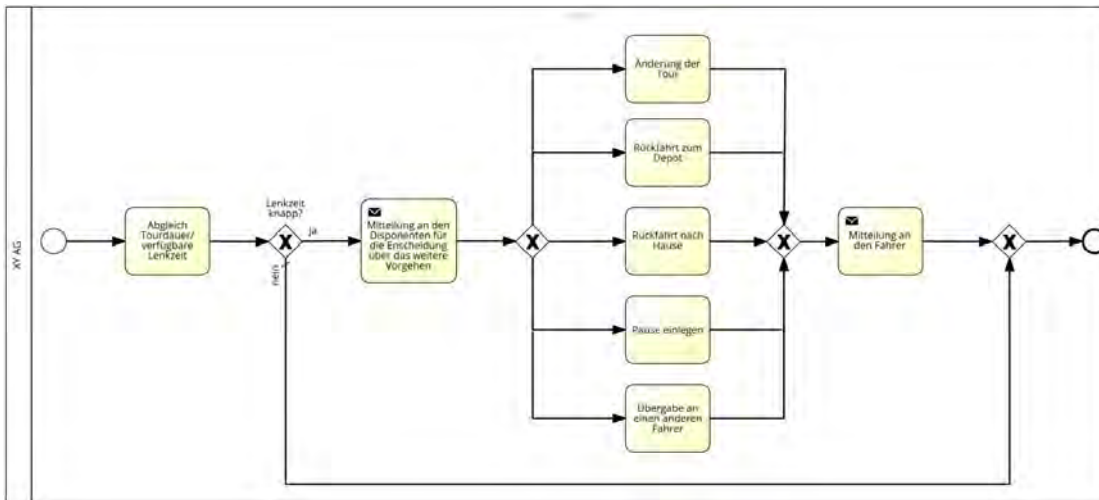 XY AG
Abgleich
Tourdauer/
verfügbare
Lenkzeit
Lenkzeit
knapp?
ja
nein
Mitteilung an den
Disponenten für
die Enscheidung
über das weitere
Vorgehen
Änderung der
Tour
Rückfahrt zum
Depot
Rückfahrt nach
Hause
Pause einlegen
Übergabe an
einen anderen
Fahrer
Mitteilung an
den Fahrer